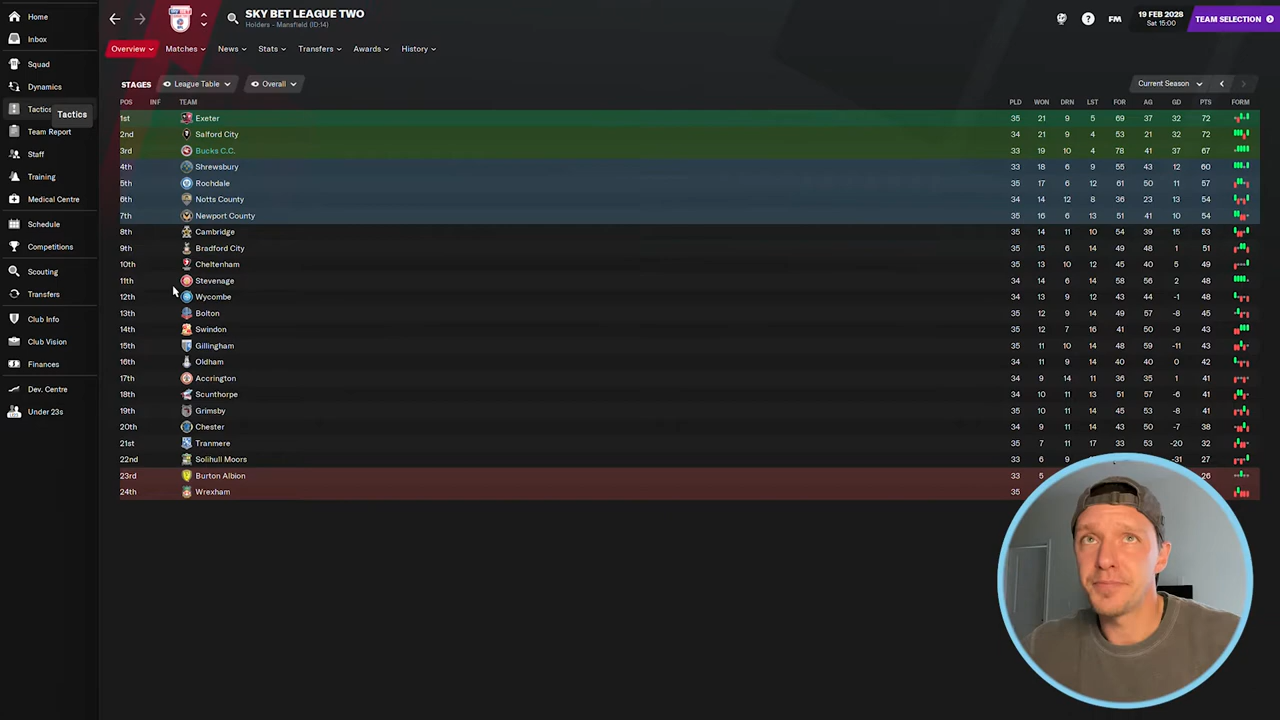 Home
Inbox
Squad
Dynamics
Tactics
Tactics
Team Report
Staff
Training
Medical Centre
Schedule
Competitions
Scouting
Transfers
Club Info
Club Vision
Finances
Dev. Centre
Under 23s
SKY BET LEAGUE TWO
Holders - Mansfield (ID:14)
FM
19 FEB 2028
Sat 15:00
TEAM SELECTION
Overview Matches News Stats Transfers Awards History
STAGES League Table Overall Current Season
POS INF TEAM PLD WON DRN LST FOR AG GD PTS FORM
1st Exeter 35 21 9 5 69 37 32 72
2nd Salford City 34 21 9 4 53 21 32 72
3rd Bucks C.C. 33 19 10 4 78 41 37 67
4th Shrewsbury 33 18 6 9 55 43 12 60
5th Rochdale 35 17 6 12 61 50 11 57
6th Notts County 34 14 12 8 36 23 13 54
7th Newport County 35 16 6 13 51 41 10 54
8th Cambridge 35 14 11 10 54 39 15 53
9th Bradford City 35 15 6 14 49 48 1 51
10th Cheltenham 35 13 10 12 45 40 5 49
11th Stevenage 34 14 6 14 58 56 2 48
12th Wycombe 34 13 9 12 43 44 -1 48
13th Bolton 35 12 9 14 49 57 -8 45
14th Swindon 35 12 7 16 41 50 -9 43
15th Gillingham 35 11 10 14 48 59 -11 43
16th Oldham 34 11 9 14 40 40 0 42
17th Accrington 34 9 14 11 36 35 1 41
18th Scunthorpe 34 10 11 13 51 57 -6 41
19th Grimsby 35 10 11 14 45 53 -8 41
20th Chester 34 9 11 14 43 50 -7 38
21st Tranmere 35 7 11 17 33 53 -20 32
22nd Solihull Moors 33 6 9 -31 27
23rd Burton Albion 33 5 26
24th Wrexham 35